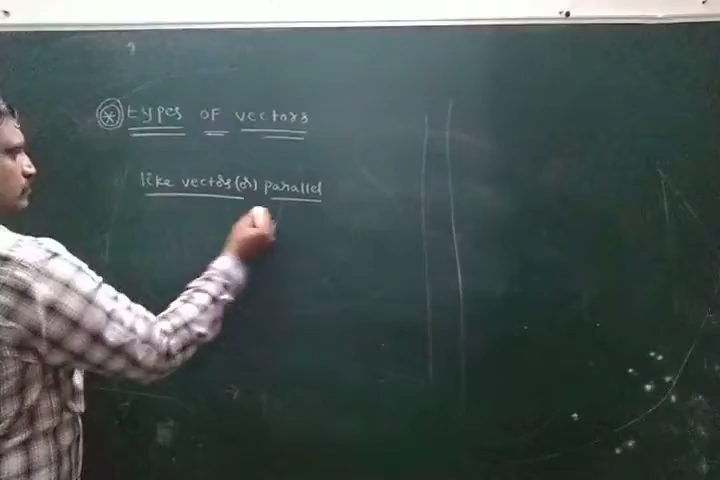 * types of vectors
like vectors (or) parallel